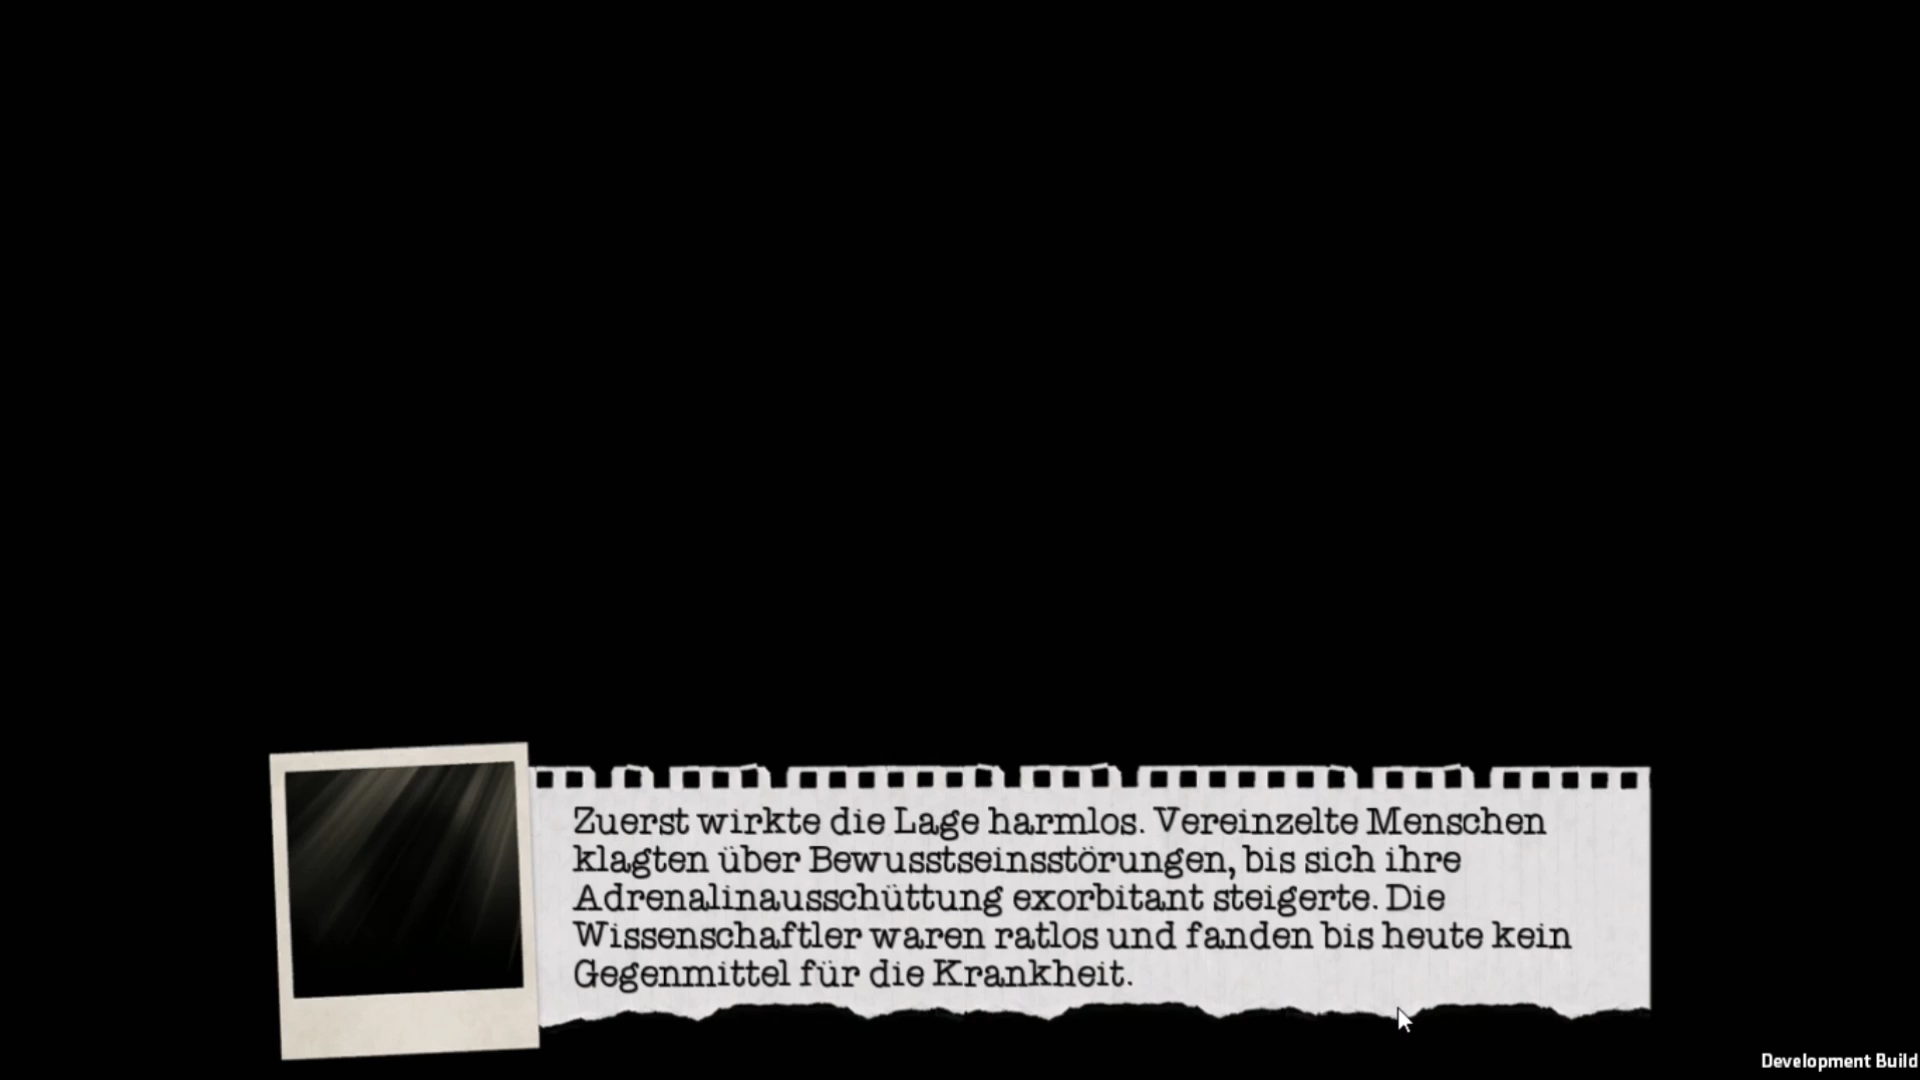 Zuerst wirkte die Lage harmlos. Vereinzelte Menschen
klagten über Bewusstseinsstörungen, bis sich ihre
Adrenalinausschüttung exorbitant steigerte. Die
Wissenschaftler waren ratlos und fanden bis heute kein
Gegenmittel für die Krankheit.
Development Build